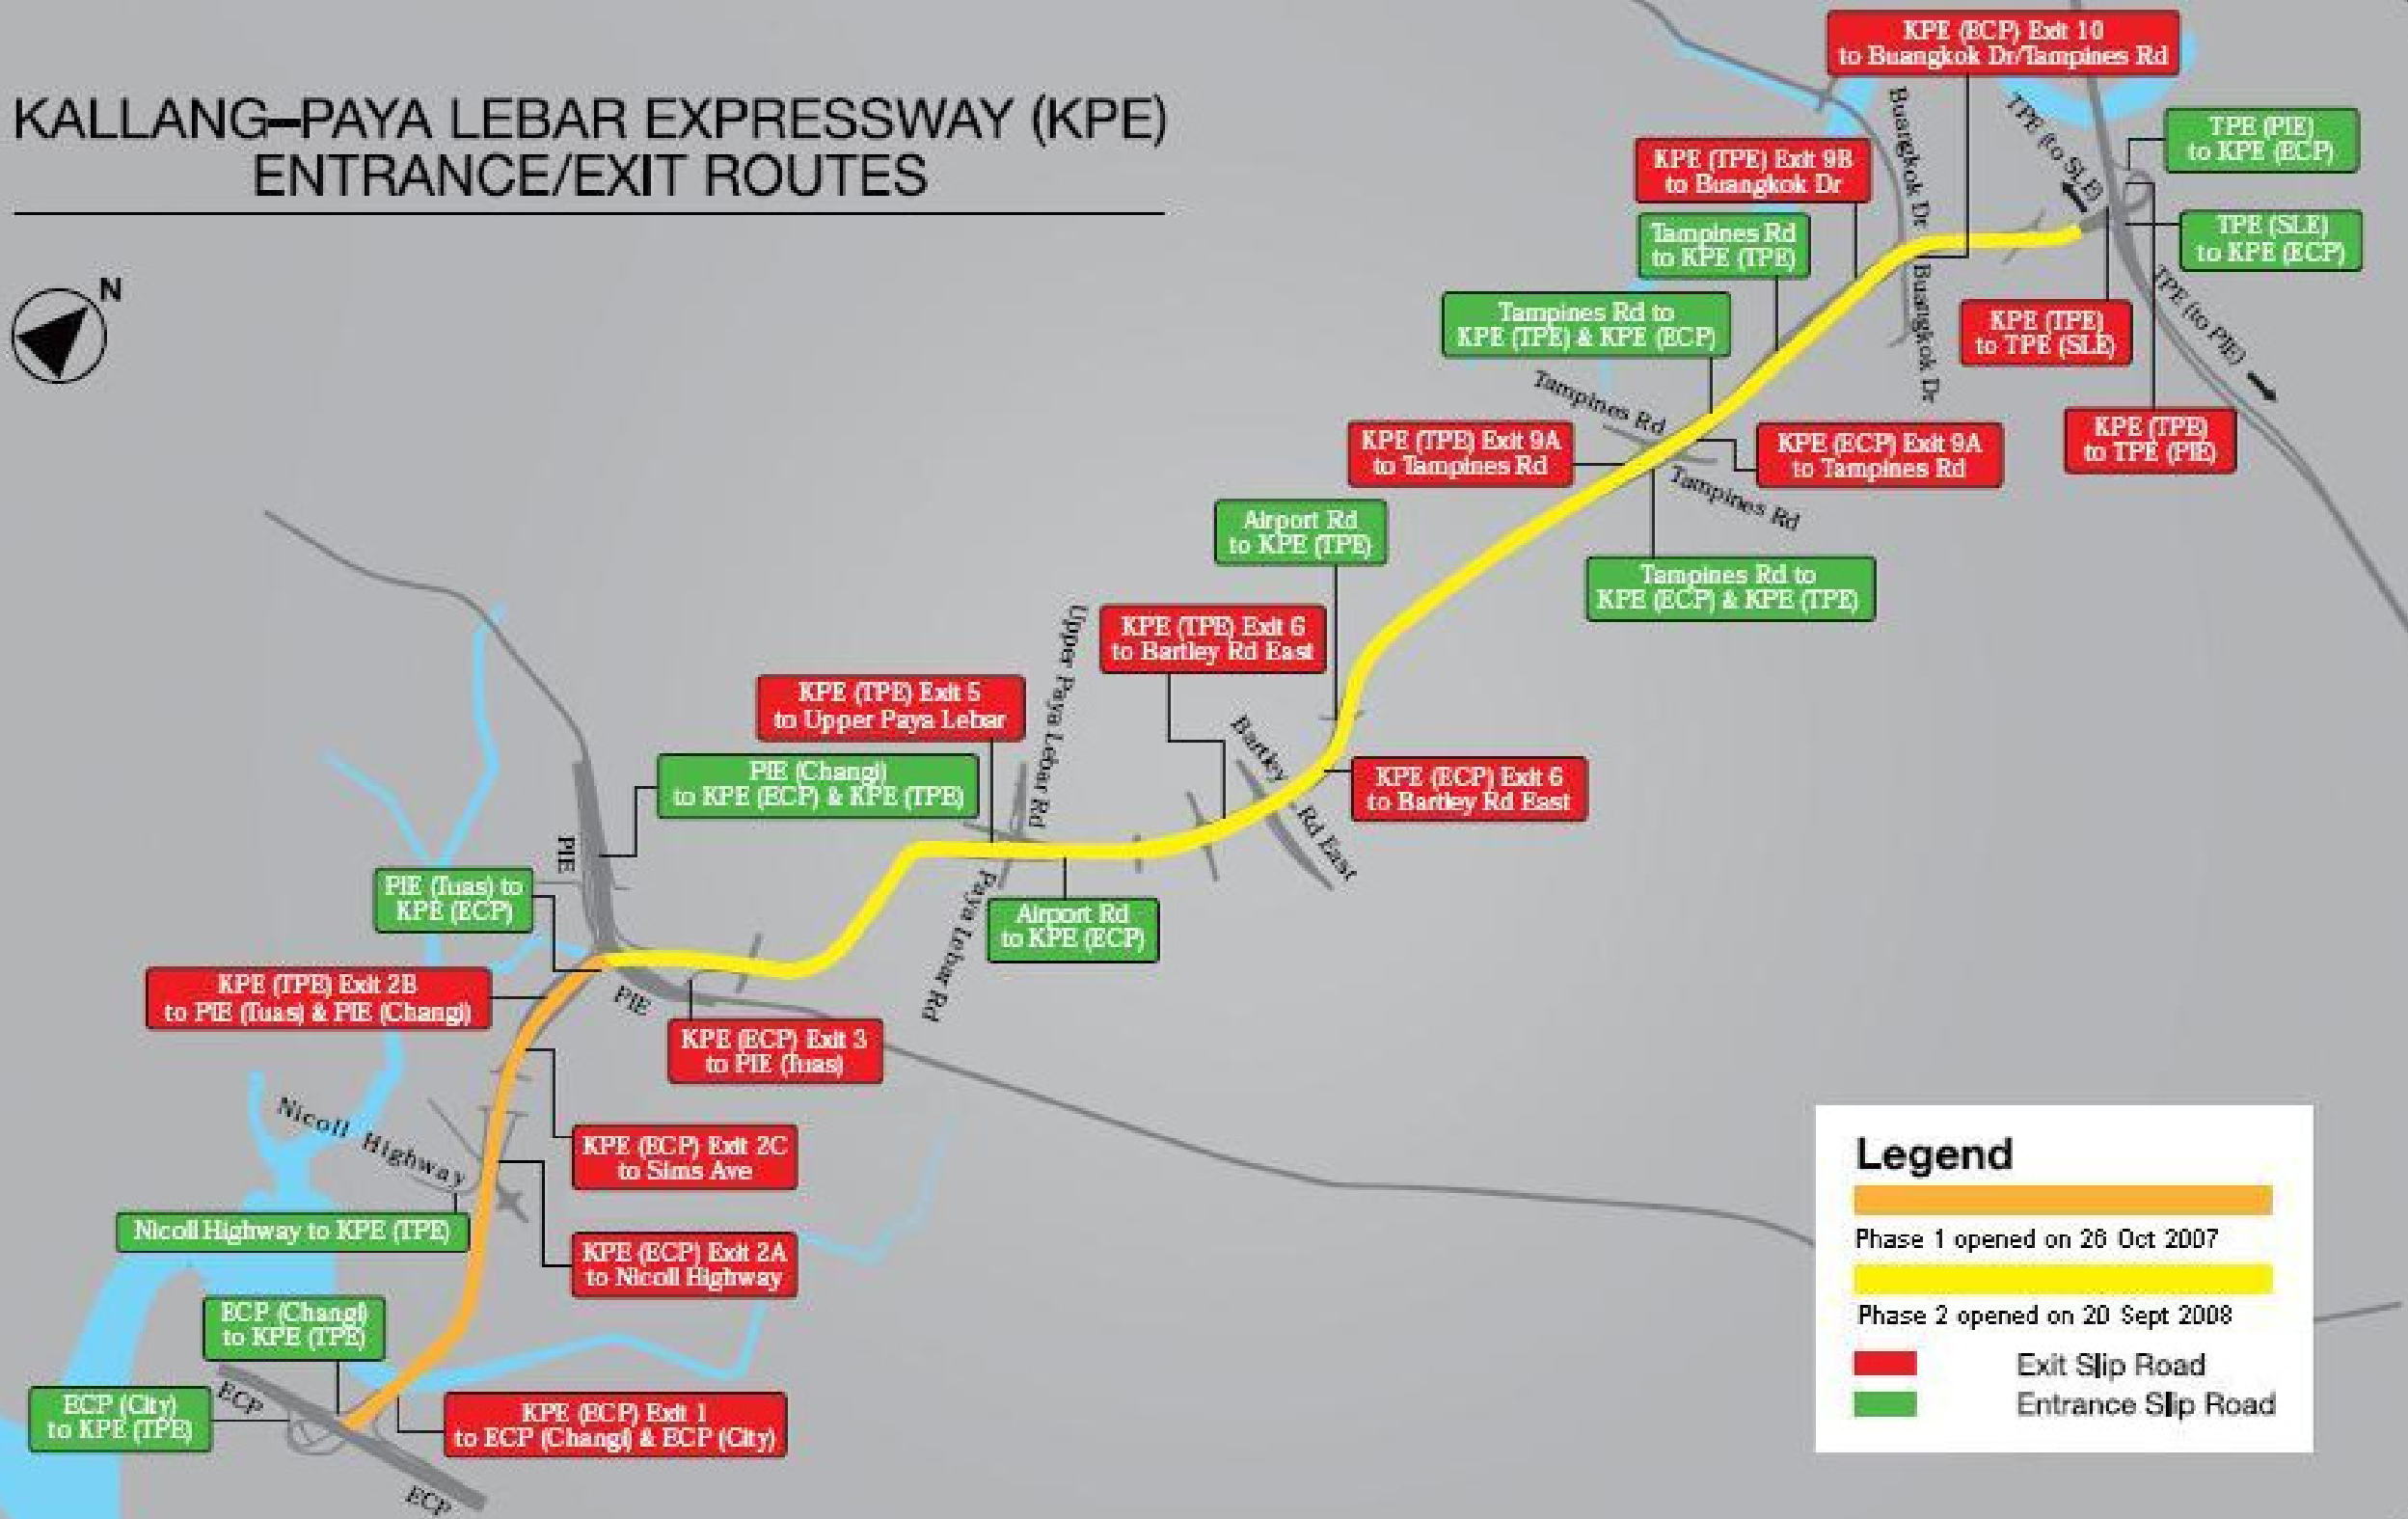 KALLANG–PAYA LEBAR EXPRESSWAY (KPE)
ENTRANCE/EXIT ROUTES
N
KPE (ECP) Exit 10
to Buangkok Dr/Tampines Rd
TPE (PIE)
to KPE (ECP)
TPE (to SLE)
Buangkok Dr
KPE (TPE) Exit 9B
to Buangkok Dr
Tampines Rd
to KPE (TPE)
TPE (SLE)
to KPE (ECP)
Buangkok Dr
TPE (to PIE)
Tampines Rd to
KPE (TPE) & KPE (ECP)
KPE (TPE)
to TPE (SLE)
Tampines Rd
KPE (TPE) Exit 9A
to Tampines Rd
KPE (ECP) Exit 9A
to Tampines Rd
KPE (TPE)
to TPE (PIE)
Tampines Rd
Airport Rd
to KPE (TPE)
Tampines Rd to
KPE (ECP) & KPE (TPE)
KPE (TPE) Exit 6
to Bartley Rd East
Upper Paya Lebar Rd
KPE (TPE) Exit 5
to Upper Paya Lebar
Bartley Rd East
PIE (Changi)
to KPE (ECP) & KPE (TPE)
KPE (ECP) Exit 6
to Bartley Rd East
PIE
PIE (Tuas) to
KPE (ECP)
Paya Lebar Rd
Airport Rd
to KPE (ECP)
KPE (TPE) Exit 2B
to PIE (Tuas) & PIE (Changi)
PIE
KPE (ECP) Exit 3
to PIE (Tuas)
Nicoll Highway
KPE (ECP) Exit 2C
to Sims Ave
Nicoll Highway to KPE (TPE)
KPE (ECP) Exit 2A
to Nicoll Highway
ECP (Changi)
to KPE (TPE)
ECP
ECP (City)
to KPE (TPE)
KPE (ECP) Exit 1
to ECP (Changi) & ECP (City)
ECP
Legend
Phase 1 opened on 26 Oct 2007
Phase 2 opened on 20 Sept 2008
Exit Slip Road
Entrance Slip Road